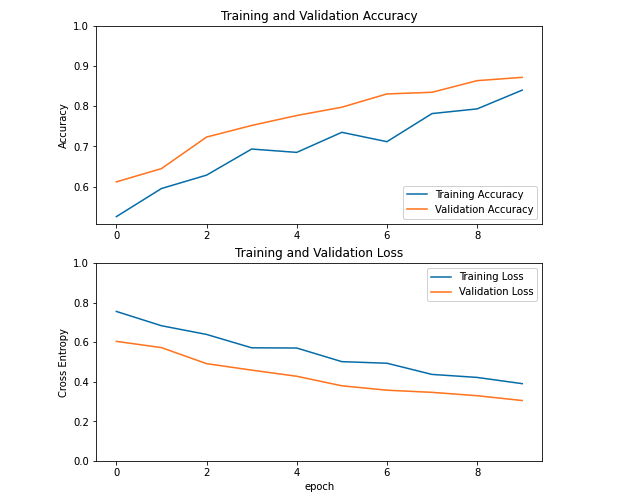 Training and Validation Accuracy
1.0
0.9
0.8
0.7
0.6
Accuracy
Training Accuracy
Validation Accuracy
0 2 4 6 8
Training and Validation Loss
1.0
0.8
0.6
0.4
0.2
0.0
Cross Entropy
Training Loss
Validation Loss
0 2 4 6 8
epoch